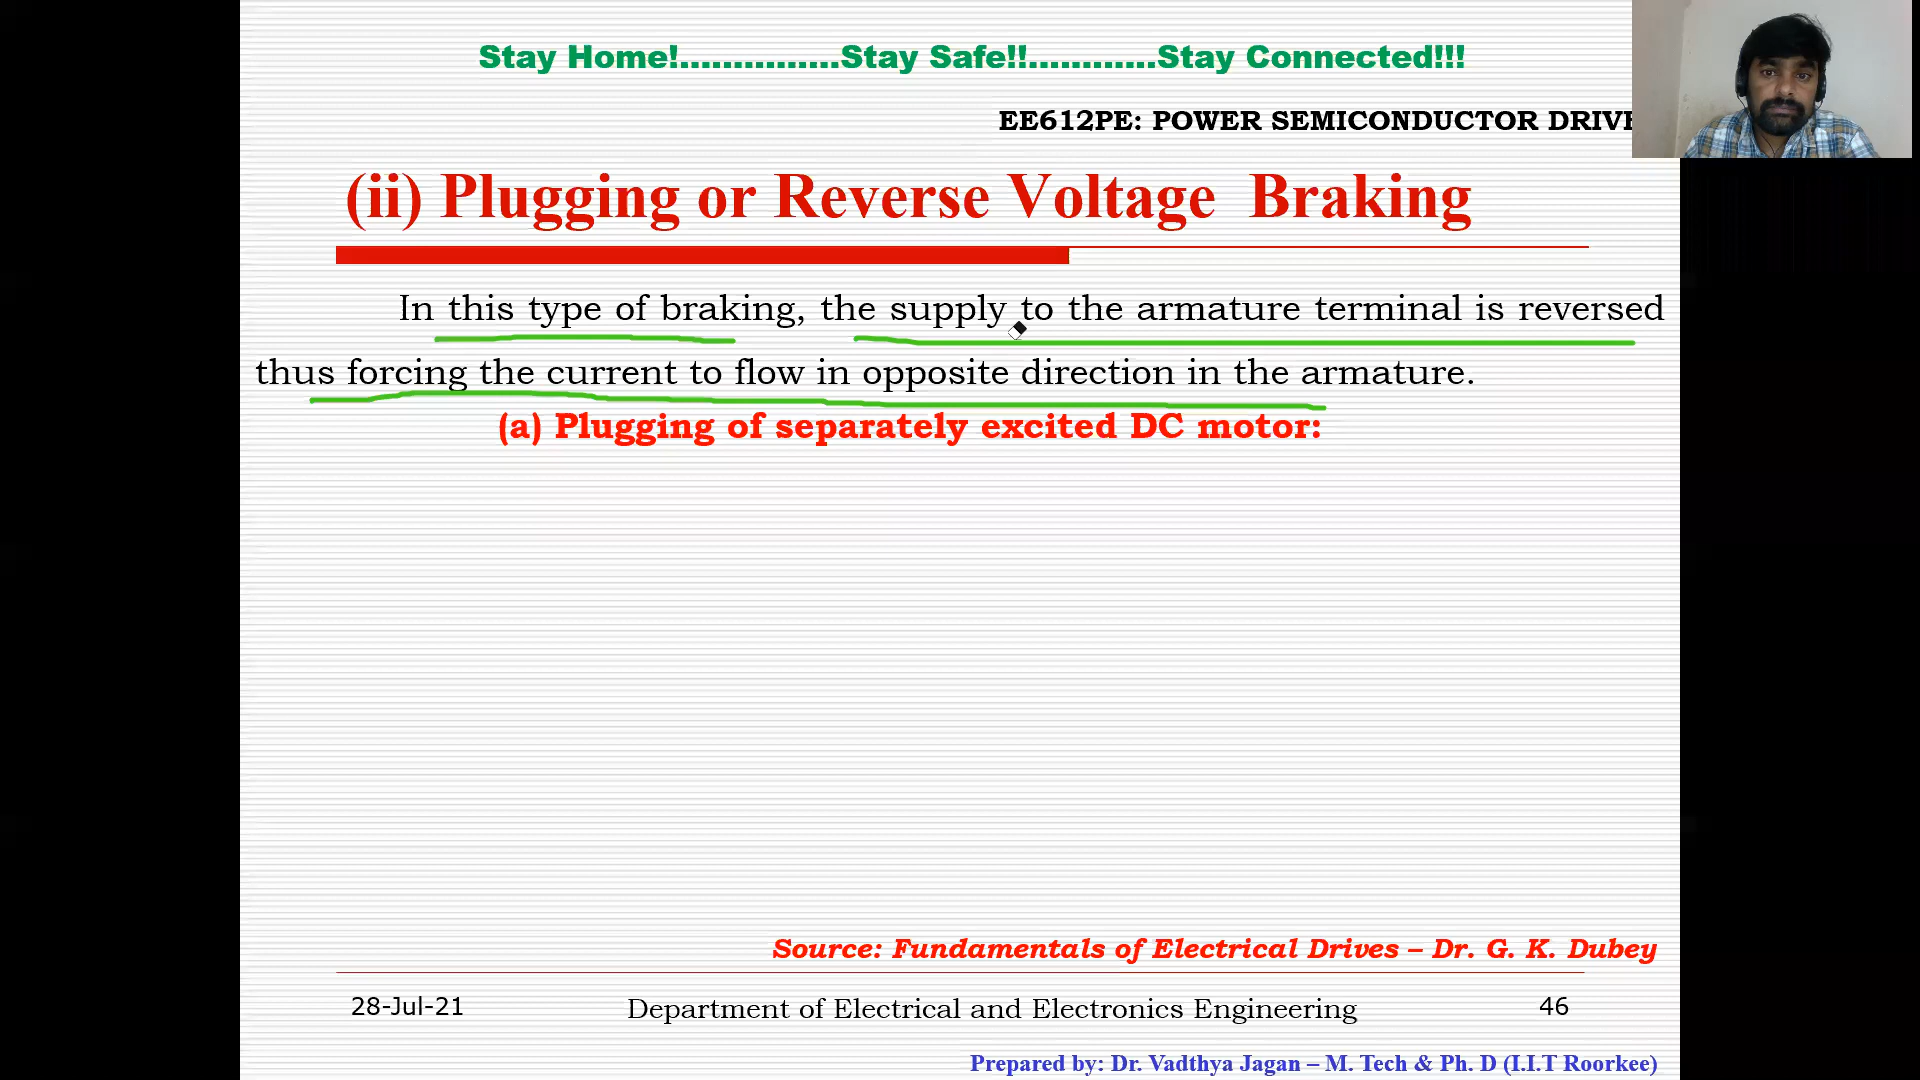 Stay Home!...............Stay Safe!!............Stay Connected!!!
EE612PE: POWER SEMICONDUCTOR DRIVE
(ii) Plugging or Reverse Voltage Braking
In this type of braking, the supply to the armature terminal is reversed
thus forcing the current to flow in opposite direction in the armature.
(a) Plugging of separately excited DC motor:
Source: Fundamentals of Electrical Drives – Dr. G. K. Dubey
28-Jul-21 Department of Electrical and Electronics Engineering 46
Prepared by: Dr. Vadthya Jagan – M. Tech & Ph. D (I.I.T Roorkee)